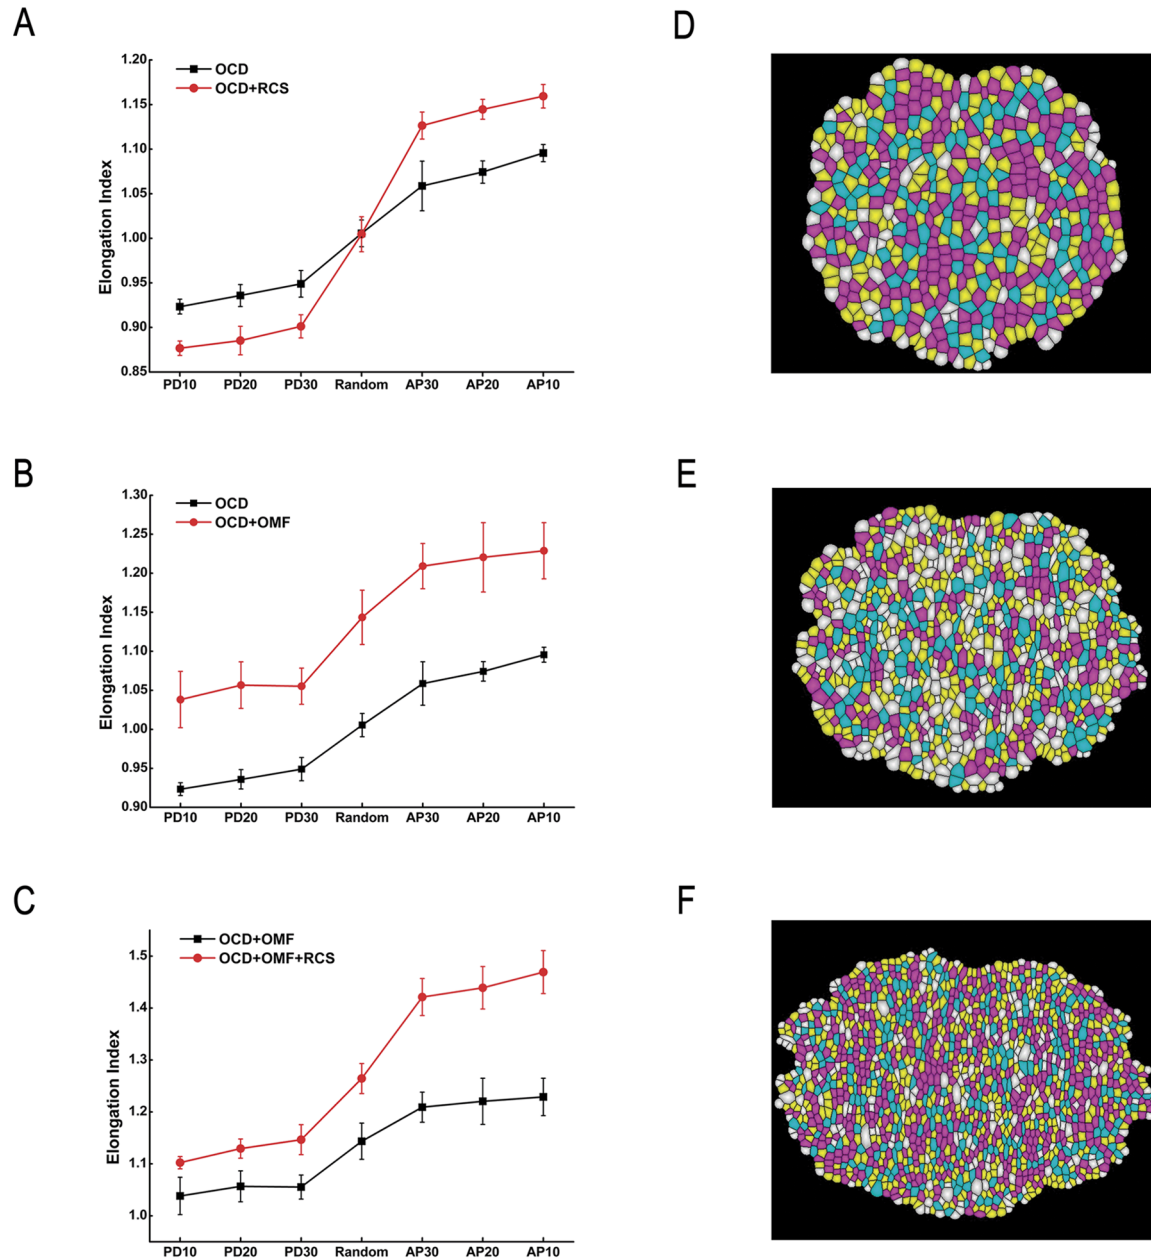 A
D
1.20
1.15
1.10
1.05
1.00
0.95
0.90
0.85
Elongation Index
OCD
OCD+RCS
PD10 PD20 PD30 Random AP30 AP20 AP10
B
E
1.30
1.25
1.20
1.15
1.10
1.05
1.00
0.95
0.90
Elongation Index
OCD
OCD+OMF
PD10 PD20 PD30 Random AP30 AP20 AP10
C
F
1.5
1.4
1.3
1.2
1.1
1.0
Elongation Index
OCD+OMF
OCD+OMF+RCS
PD10 PD20 PD30 Random AP30 AP20 AP10